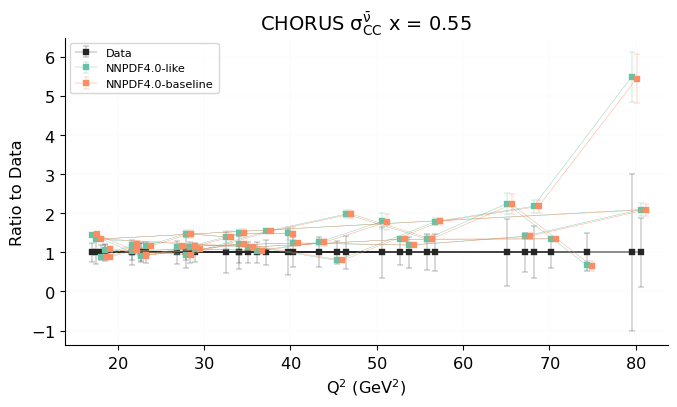 CHORUS σ^ν̄_CC x = 0.55
Data
NNPDF4.0-like
NNPDF4.0-baseline
Ratio to Data
6
5
4
3
2
1
0
−1
20 30 40 50 60 70 80
Q² (GeV²)